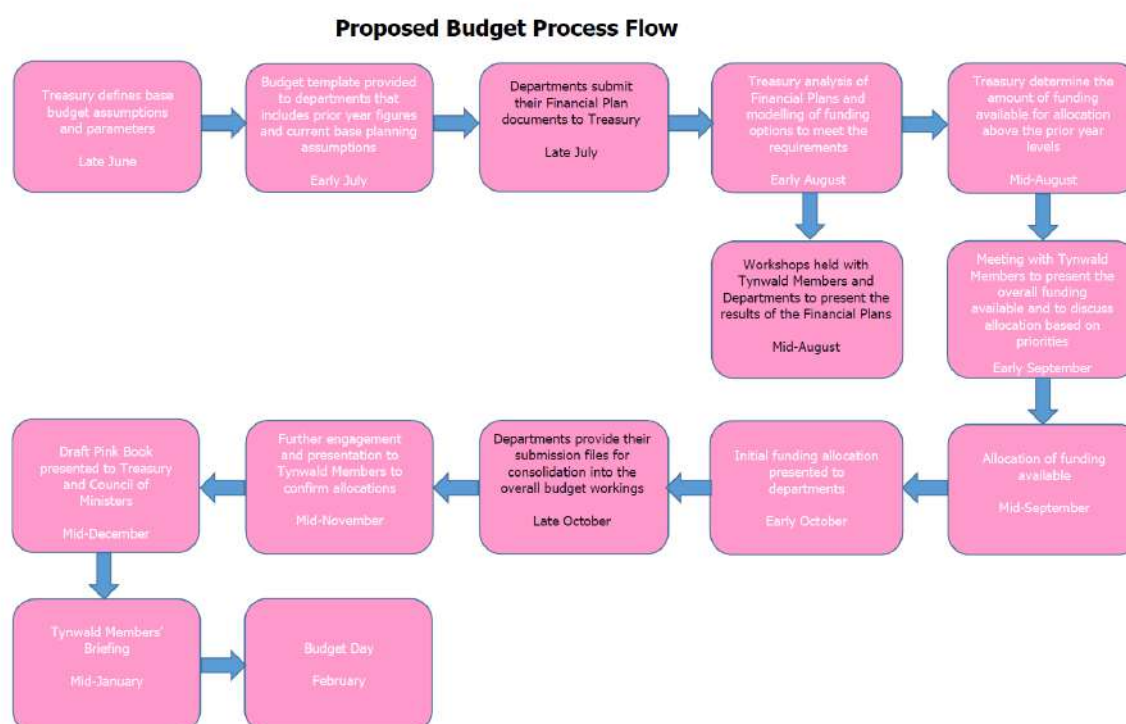 Proposed Budget Process Flow
Treasury defines base
budget assumptions
and parameters
Late June
Budget template provided
to departments that
includes prior year figures
and current base planning
assumptions
Early July
Departments submit
their Financial Plan
documents to Treasury
Late July
Treasury analysis of
Financial Plans and
modelling of funding
options to meet the
requirements
Early August
Treasury determine the
amount of funding
available for allocation
above the prior year
levels
Mid-August
Workshops held with
Tynwald Members and
Departments to present the
results of the Financial Plans
Mid-August
Meeting with Tynwald
Members to present the
overall funding
available and to discuss
allocation based on
priorities
Early September
Allocation of funding
available
Mid-September
Initial funding allocation
presented to
departments
Early October
Departments provide their
submission files for
consolidation into the
overall budget workings
Late October
Further engagement
and presentation to
Tynwald Members to
confirm allocations
Mid-November
Draft Pink Book
presented to Treasury
and Council of
Ministers
Mid-December
Tynwald Members'
Briefing
Mid-January
Budget Day
February